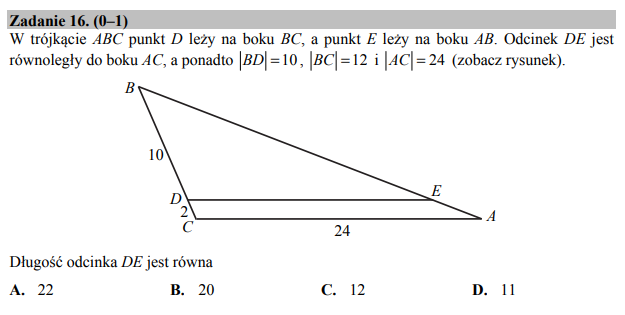 Zadanie 16. (0–1)
W trójkącie ABC punkt D leży na boku BC, a punkt E leży na boku AB. Odcinek DE jest
równoległy do boku AC, a ponadto |BD|=10, |BC|=12 i |AC|=24 (zobacz rysunek).
B
10
D
E
2
A
C
24
Długość odcinka DE jest równa
A. 22 B. 20 C. 12 D. 11